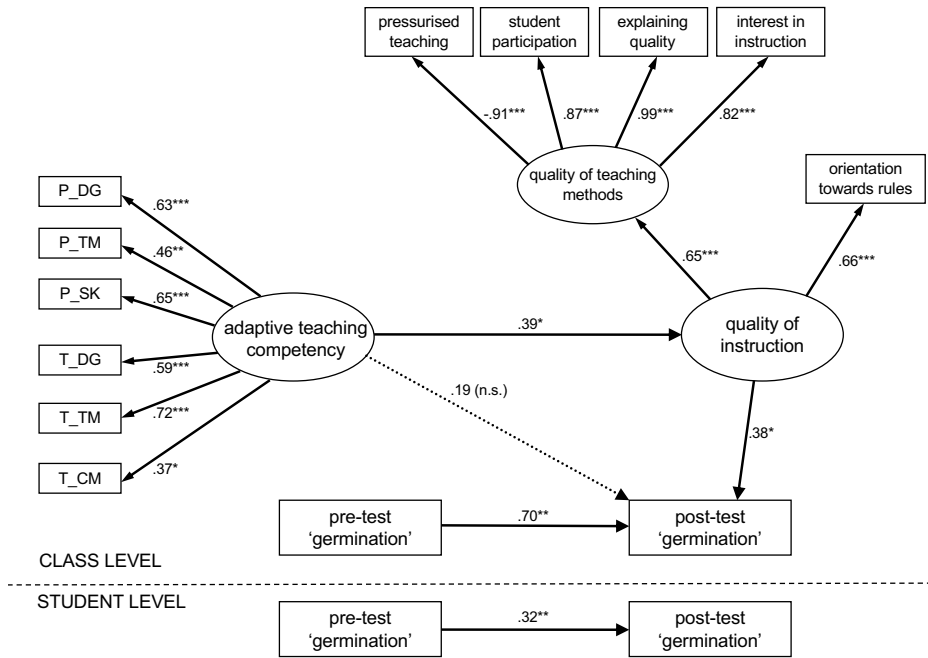 pressurised
teaching
student
participation
explaining
quality
interest in
instruction
-.91***
.87***
.99***
.82***
quality of teaching
methods
orientation
towards rules
P_DG
.63***
P_TM
.46**
P_SK
.65***
.65***
.66***
adaptive teaching
competency
.39*
quality of
instruction
T_DG
.59***
T_TM
.72***
T_CM
.37*
.19 (n.s.)
.38*
pre-test
‘germination’
.70**
post-test
‘germination’
CLASS LEVEL
STUDENT LEVEL
pre-test
‘germination’
.32**
post-test
‘germination’